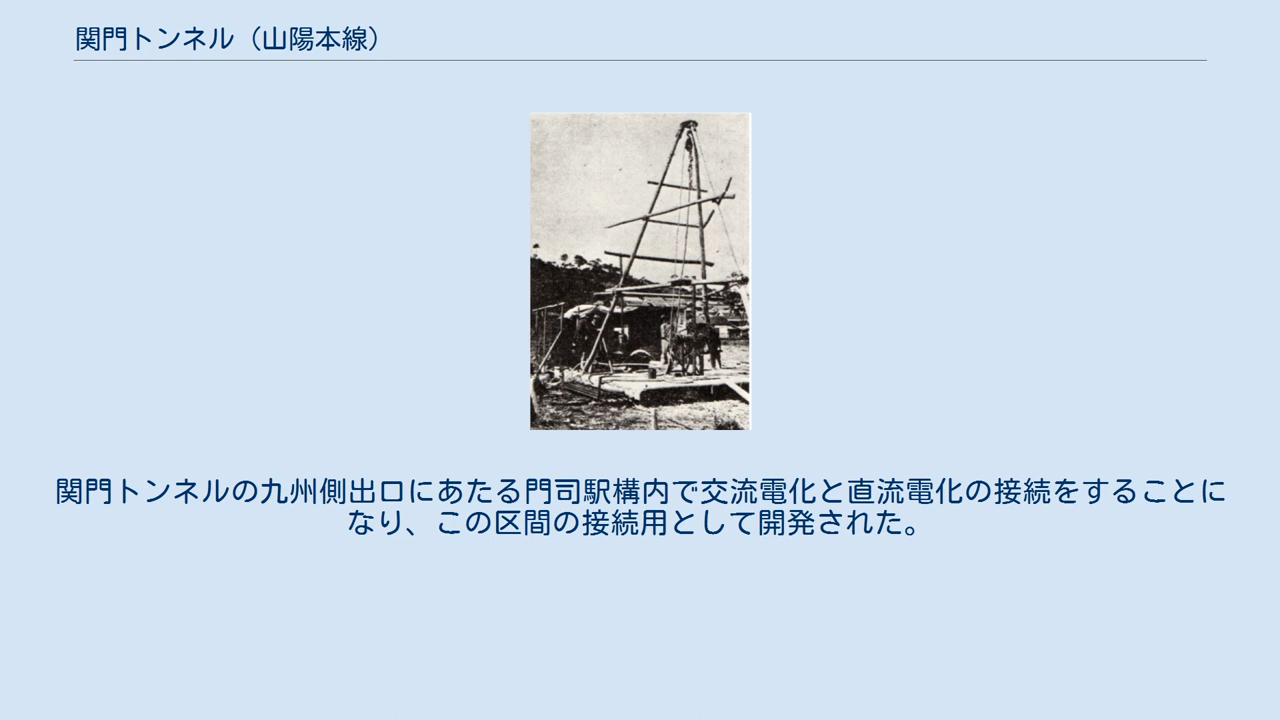 関門トンネル（山陽本線）
関門トンネルの九州側出口にあたる門司駅構内で交流電化と直流電化の接続をすることに
なり、この区間の接続用として開発された。